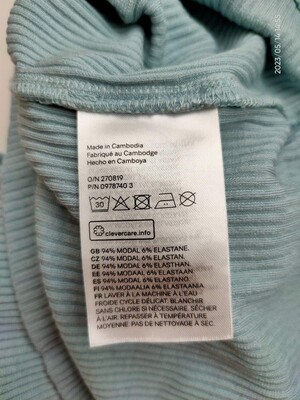 2023/05/14
Made in Cambodia
Fabriqué au Cambodge
Hecho en Camboya
O/N 270819
P/N 0978740 3
30
clevercare.info
GB 94% MODAL 6% ELASTANE.
CZ 94% MODAL 6% ELASTAN.
DE 94% MODAL 6% ELASTHAN.
EE 94% MODAAL 6% ELASTAAN
ES 94% MODAL 6% ELASTANO.
FI 94% MODAALIA 6% ELASTAANIA.
FR LAVER À LA MACHINE À L'EAU
FROIDE CYCLE DÉLICAT. BLANCHIR
SANS CHLORE SI NÉCESSAIRE. SÉCHER
À L'AIR. REPASSER À TEMPÉRATURE
MOYENNE. PAS DE NETTOYAGE À SEC.